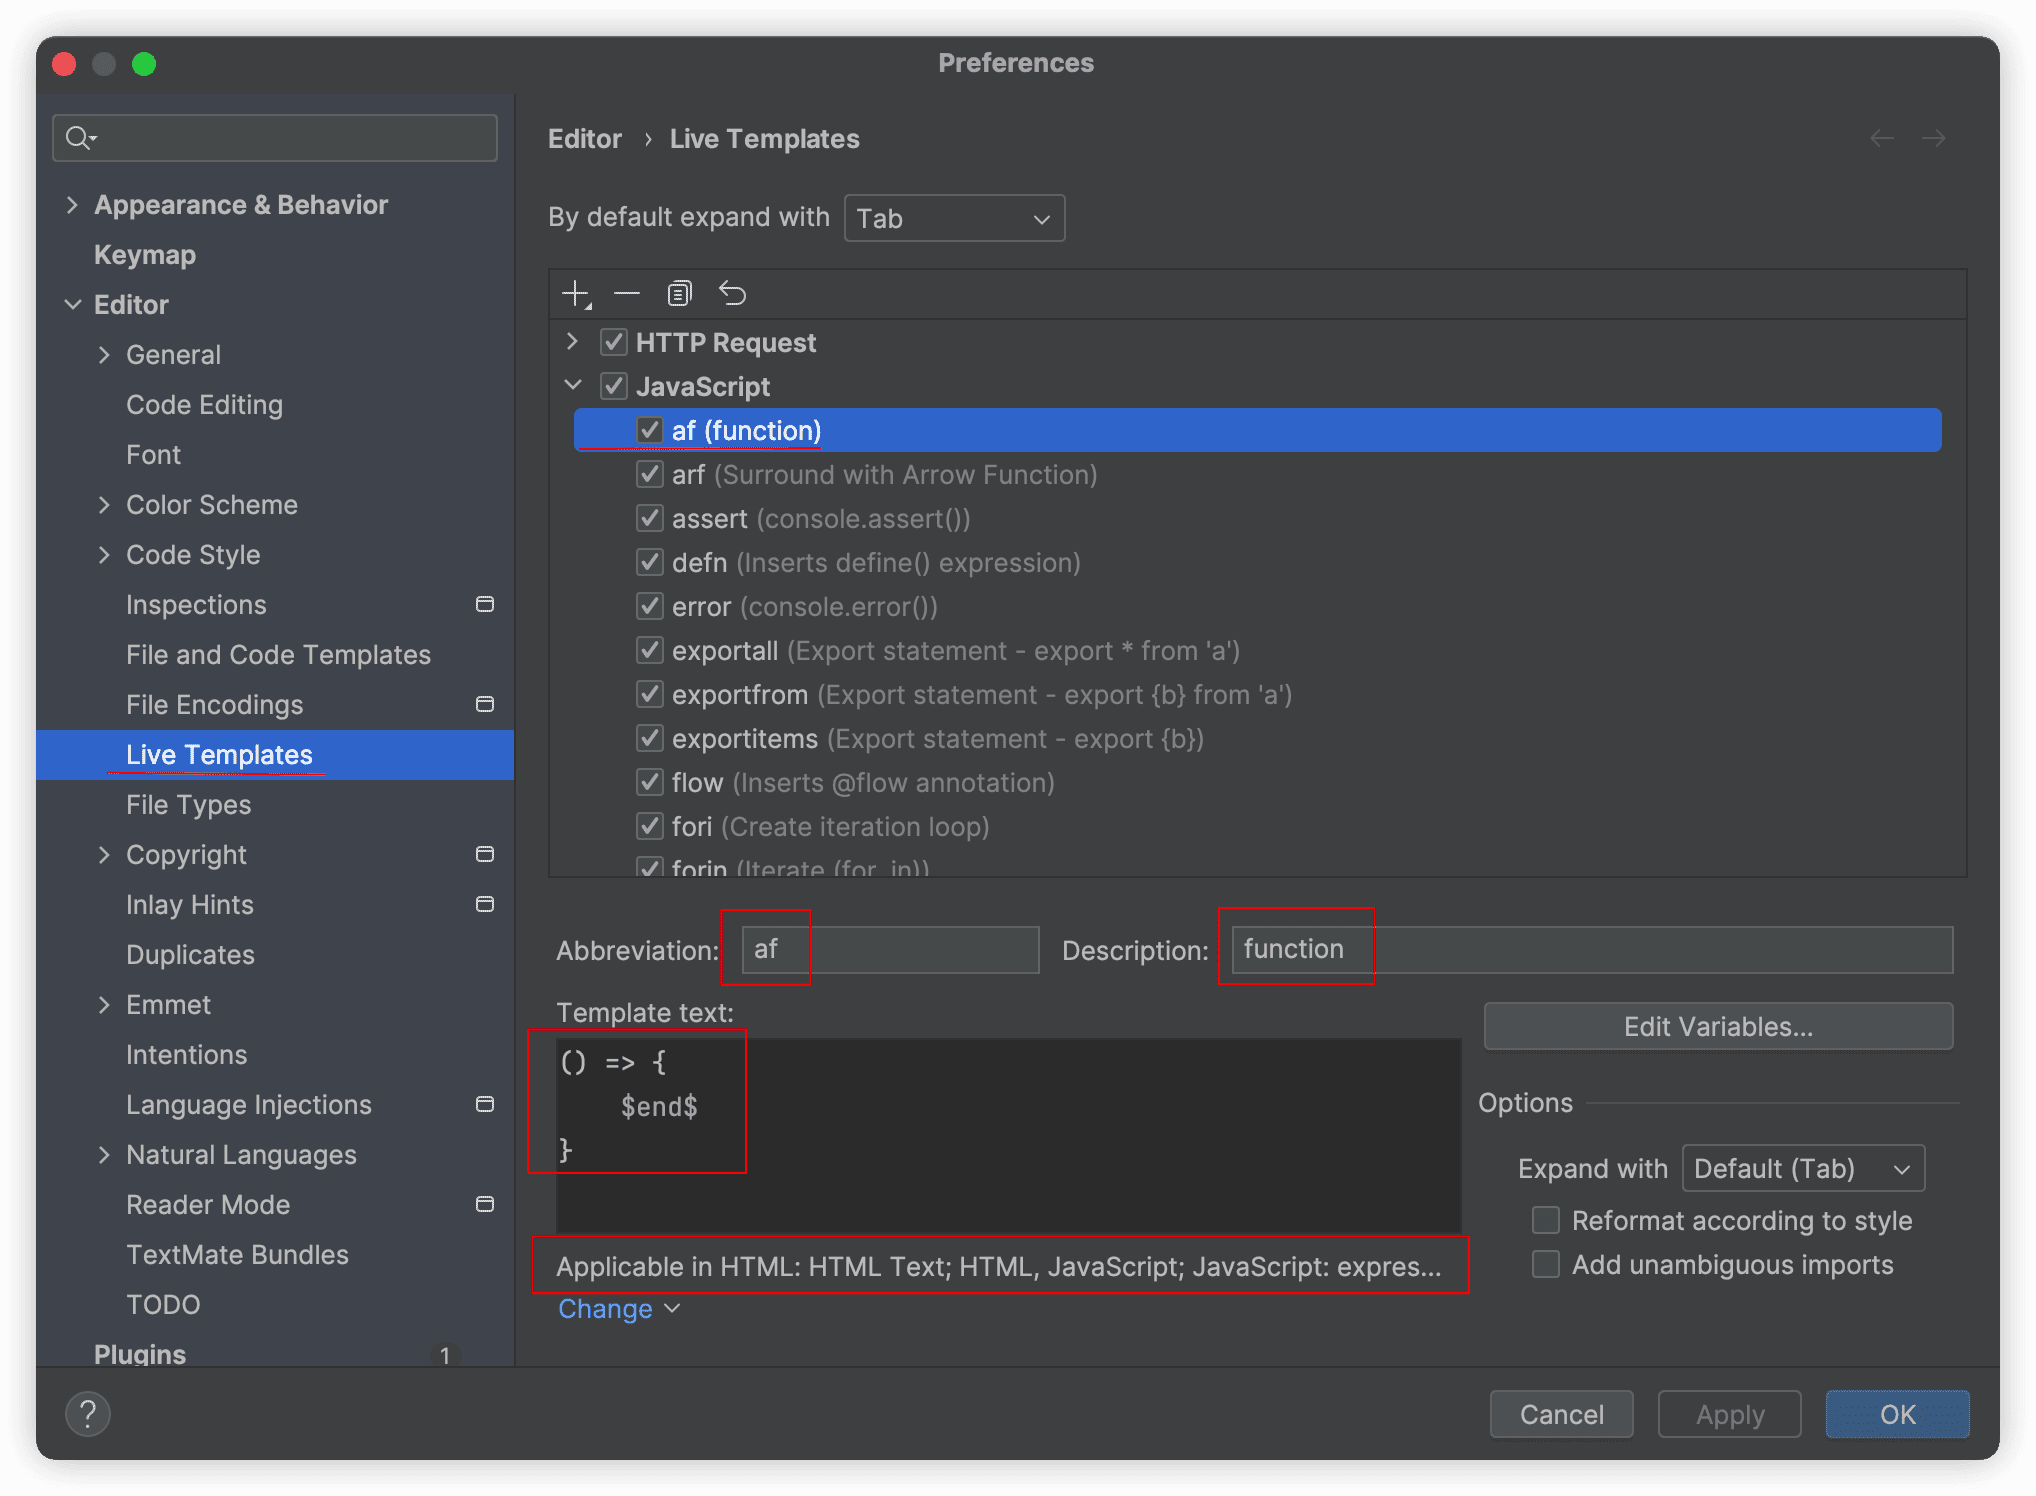 Preferences
Appearance & Behavior
Keymap
Editor
General
Code Editing
Font
Color Scheme
Code Style
Inspections
File and Code Templates
File Encodings
Live Templates
File Types
Copyright
Inlay Hints
Duplicates
Emmet
Intentions
Language Injections
Natural Languages
Reader Mode
TextMate Bundles
TODO
Plugins 1
?
Editor › Live Templates
By default expand with Tab
HTTP Request
JavaScript
af (function)
arf (Surround with Arrow Function)
assert (console.assert())
defn (Inserts define() expression)
error (console.error())
exportall (Export statement - export * from 'a')
exportfrom (Export statement - export {b} from 'a')
exportitems (Export statement - export {b})
flow (Inserts @flow annotation)
fori (Create iteration loop)
forin (Iterate (for..in))
Abbreviation: af Description: function
Template text:
() => {
    $end$
}
Edit Variables...
Options
Expand with Default (Tab)
Reformat according to style
Add unambiguous imports
Applicable in HTML: HTML Text; HTML, JavaScript; JavaScript: expres...
Change
Cancel Apply OK